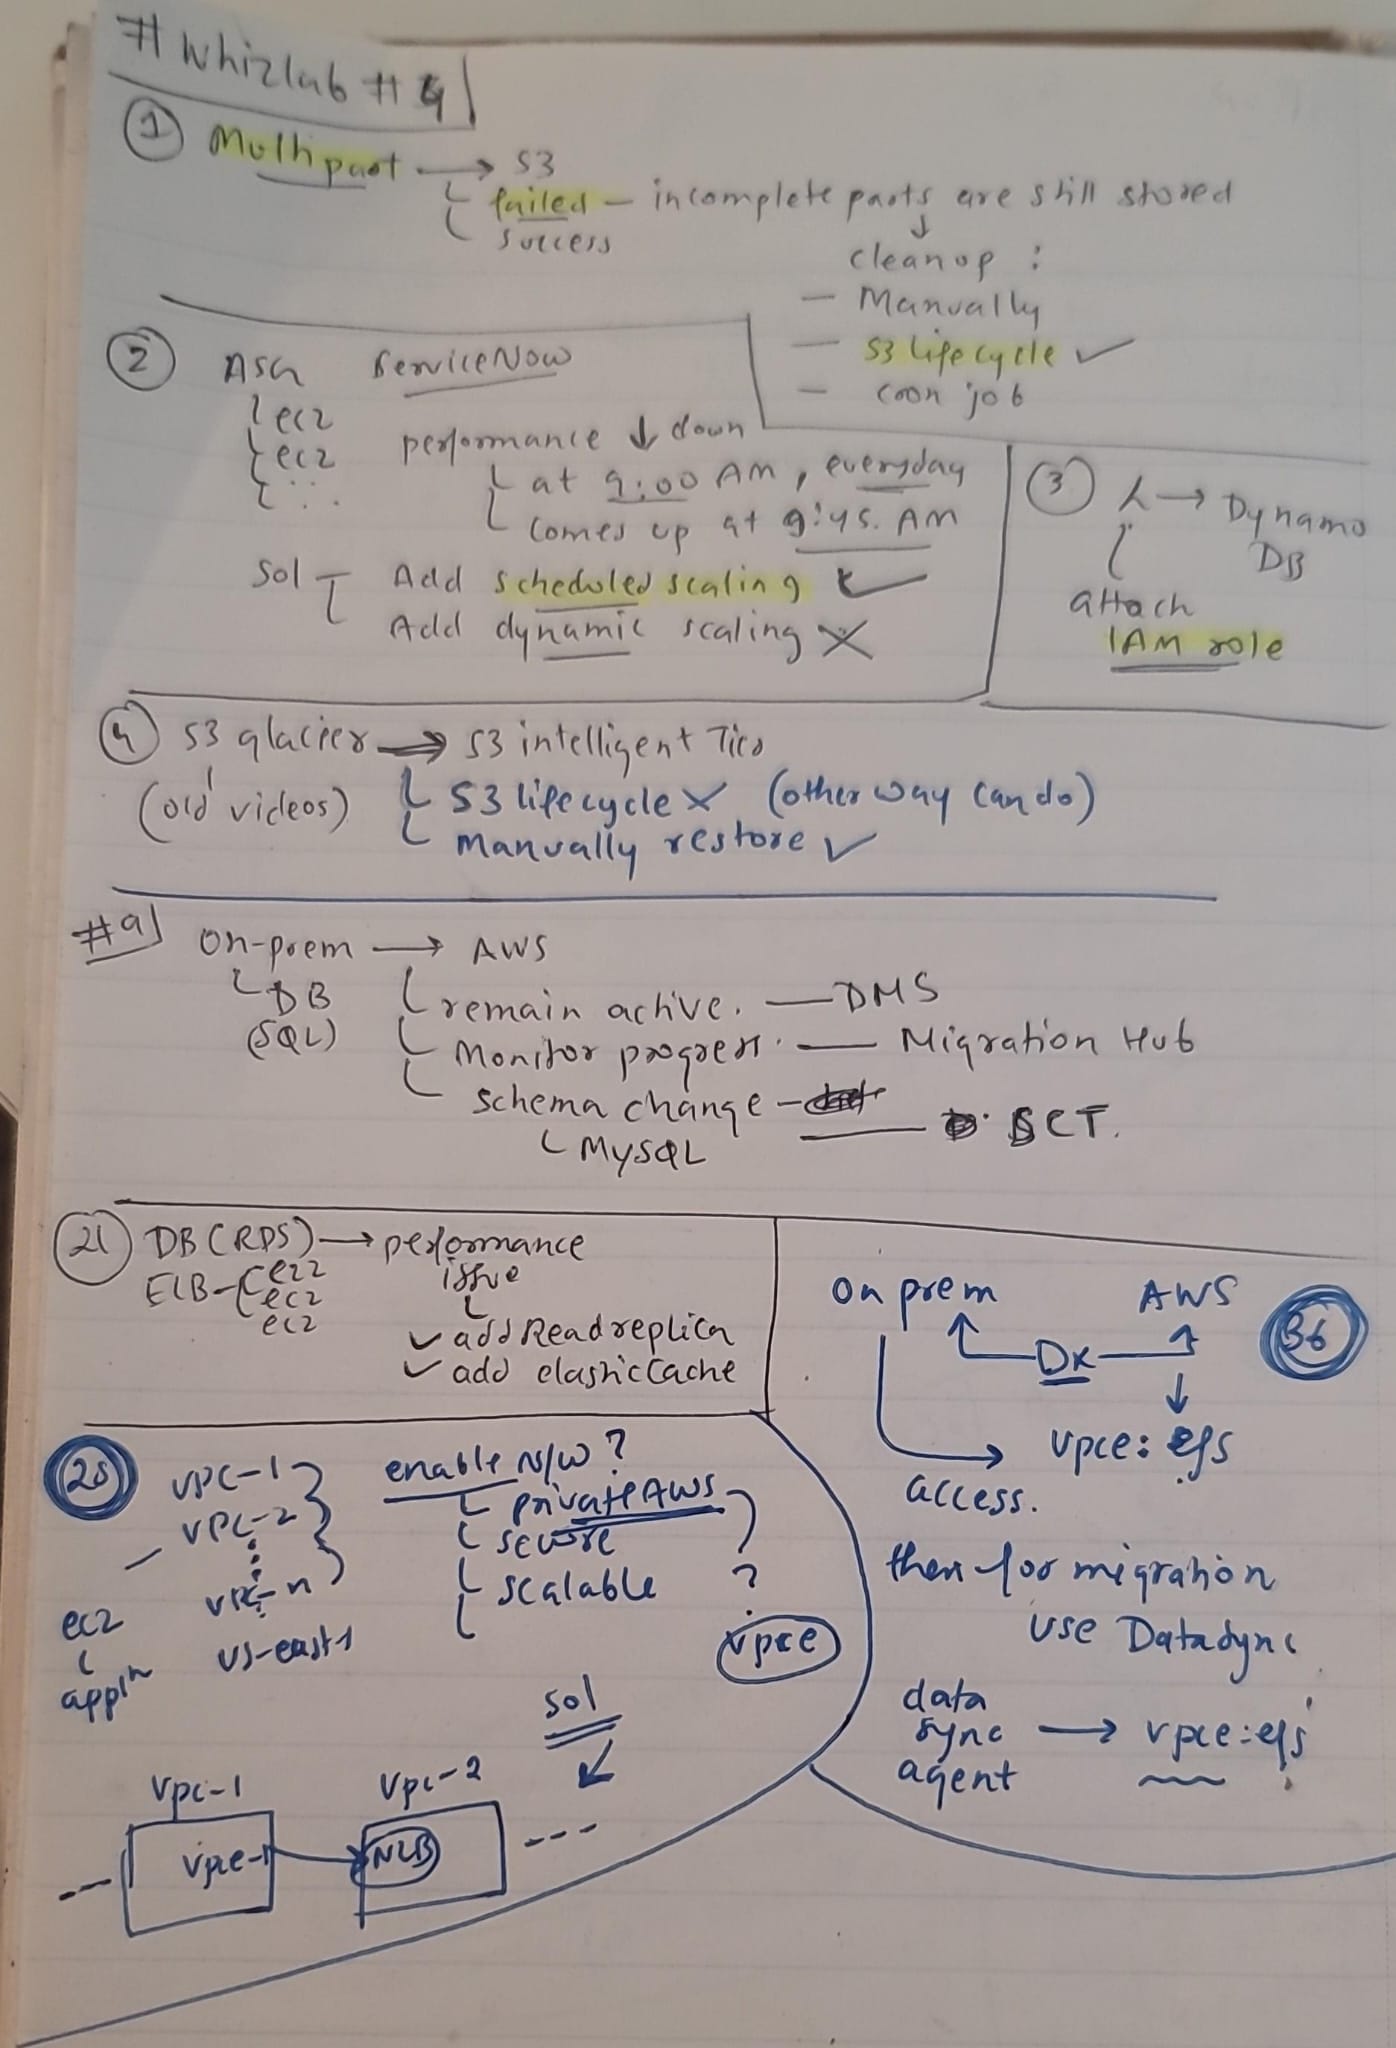 # Whizlab # 4
① Multipart → S3
failed – incomplete parts are still stored
success
cleanup :
— Manually
— S3 lifecycle ✓
— cron job
② ASG ServiceNow
ec2
ec2
...
performance ↓ down
at 9:00 AM, everyday
comes up at 9:45. AM
Sol Add scheduled scaling ✓
Add dynamic scaling ✗
③ λ → Dynamo
DB
attach
IAM role
④ S3 glacier → S3 intelligent Tier
(old videos)
S3 lifecycle ✗ (other way can do)
Manually restore ✓
#9 On-prem → AWS
DB
(SQL)
remain active. — DMS
Monitor progress. — Migration Hub
schema change — SCT.
MySQL
㉑ DB (RDS) → performance
issue
ELB - ec2
ec2
ec2
✓ add Read replica
✓ add elasticCache
On prem AWS
36
Dx
vpce: efs
access.
then for migration
use Datasync
data
sync
agent → vpce: efs
VPC-1
VPC-2
vpc-n
us-east1
ec2
appln
enable N/W ?
private AWS
secure
scalable
?
vpce
sol
Vpc-1 Vpc-2
vpce-1 → NLB